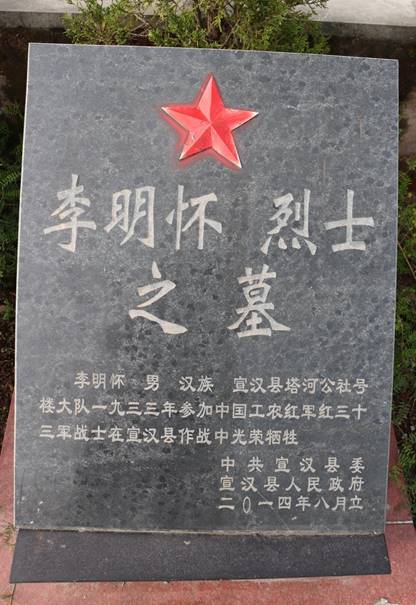 李明怀 烈士
之墓
李明怀 男 汉族 宣汉县塔河公社号
楼大队一九三三年参加中国工农红军红三十
三军战士在宣汉县作战中光荣牺牲
中共宣汉县委
宣汉县人民政府
二〇一四年八月立